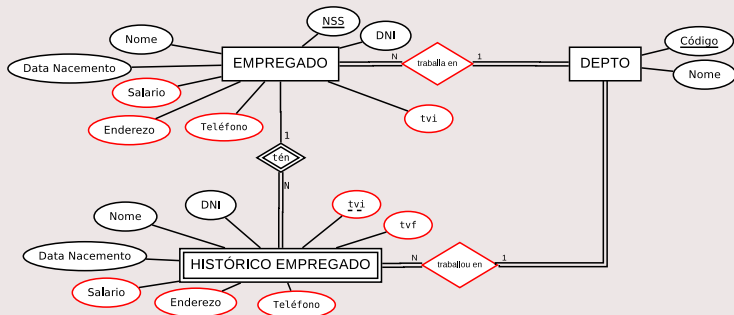 NSS
Nome
DNI
Código
Data Nacemento
EMPREGADO
N
traballa en
1
DEPTO
Nome
Salario
Enderezo
Teléfono
tvi
1
tén
N
DNI
tvi
Nome
tvf
Data Nacemento
HISTÓRICO EMPREGADO
N
traballou en
1
Salario
Enderezo
Teléfono